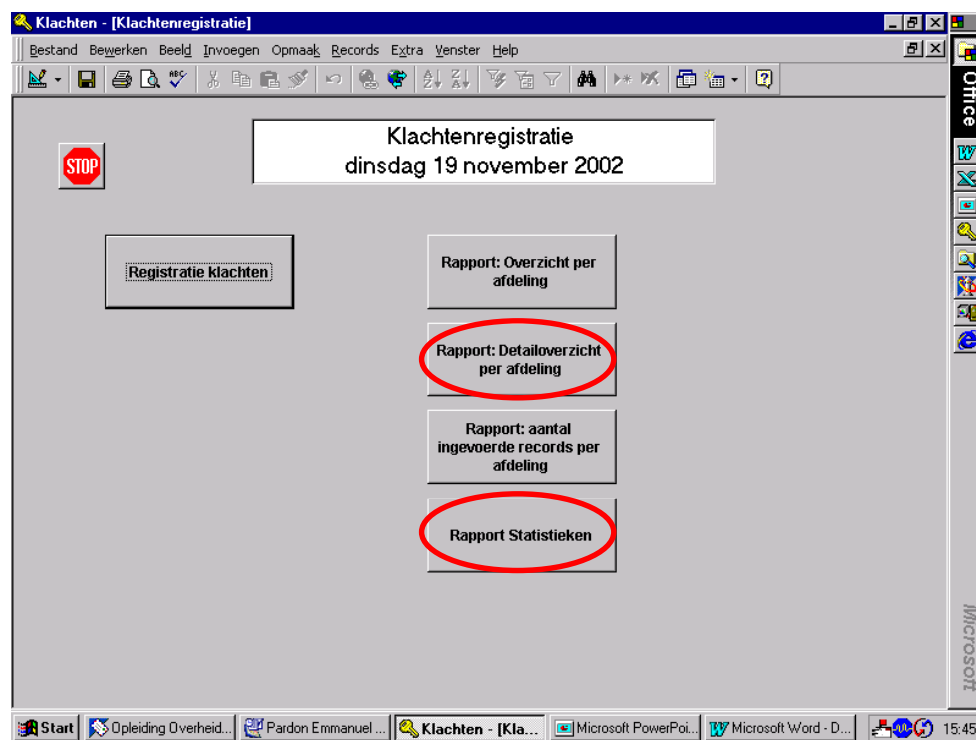 Klachten - [Klachtenregistratie]
Bestand Bewerken Beeld Invoegen Opmaak Records Extra Venster Help
ABC
A Z
Z A
Office
Klachtenregistratie
dinsdag 19 november 2002
STOP
Registratie klachten
Rapport: Overzicht per
afdeling
Rapport: Detailoverzicht
per afdeling
Rapport: aantal
ingevoerde records per
afdeling
Rapport Statistieken
Microsoft
Start Opleiding Overheid... Pardon Emmanuel ... Klachten - [Kla... Microsoft PowerPoi... Microsoft Word - D... 15:45